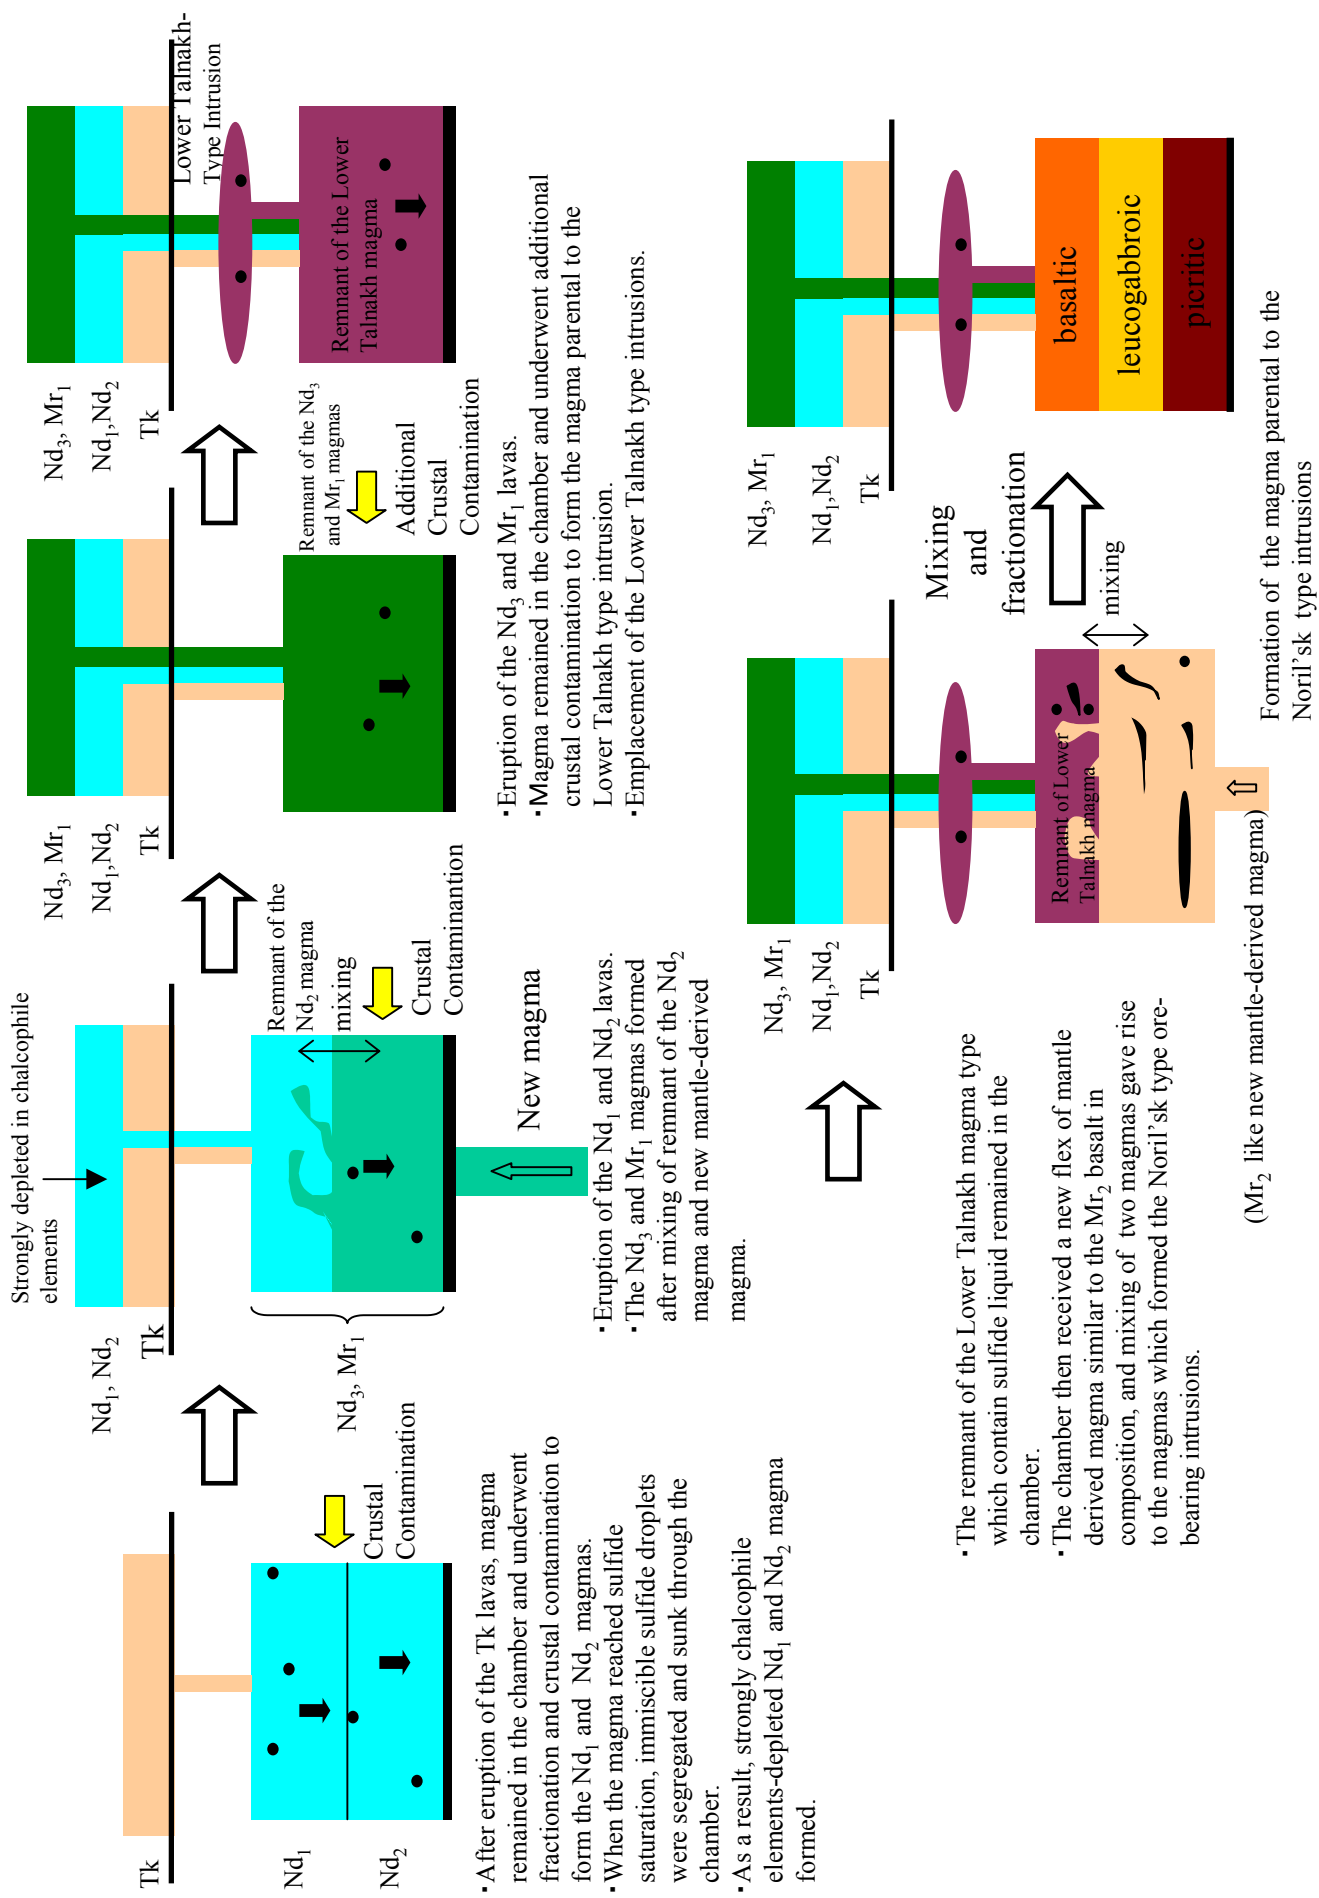 Tk
Nd1
Nd2
Crustal
Contamination
· After eruption of the Tk lavas, magma
remained in the chamber and underwent
fractionation and crustal contamination to
form the Nd1 and Nd2 magmas.
· When the magma reached sulfide
saturation, immiscible sulfide droplets
were segregated and sunk through the
chamber.
· As a result, strongly chalcophile
elements-depleted Nd1 and Nd2 magma
formed.
Strongly depleted in chalcophile
elements
Nd1, Nd2
Tk
Nd3, Mr1
Remnant of the
Nd2 magma
mixing
Crustal
Contaminantion
New magma
· Eruption of the Nd1 and Nd2 lavas.
· The Nd3 and Mr1 magmas formed
after mixing of remnant of the Nd2
magma and new mantle-derived
magma.
Nd3, Mr1
Nd1,Nd2
Tk
Remnant of the Nd3
and Mr1 magmas
Additional
Crustal
Contamination
· Eruption of the Nd3 and Mr1 lavas.
· Magma remained in the chamber and underwent additional
crustal contamination to form the magma parental to the
Lower Talnakh type intrusion.
· Emplacement of the Lower Talnakh type intrusions.
Nd3, Mr1
Nd1,Nd2
Tk
Lower Talnakh-
Type Intrusion
Remnant of the Lower
Talnakh magma
· The remnant of the Lower Talnakh magma type
which contain sulfide liquid remained in the
chamber.
· The chamber then received a new flex of mantle
derived magma similar to the Mr2 basalt in
composition, and mixing of two magmas gave rise
to the magmas which formed the Noril'sk type ore-
bearing intrusions.
Nd3, Mr1
Nd1,Nd2
Tk
Remnant of Lower
Talnakh magma
mixing
(Mr2 like new mantle-derived magma)
Mixing
and
fractionation
Nd3, Mr1
Nd1,Nd2
Tk
basaltic
leucogabbroic
picritic
Formation of the magma parental to the
Noril'sk type intrusions